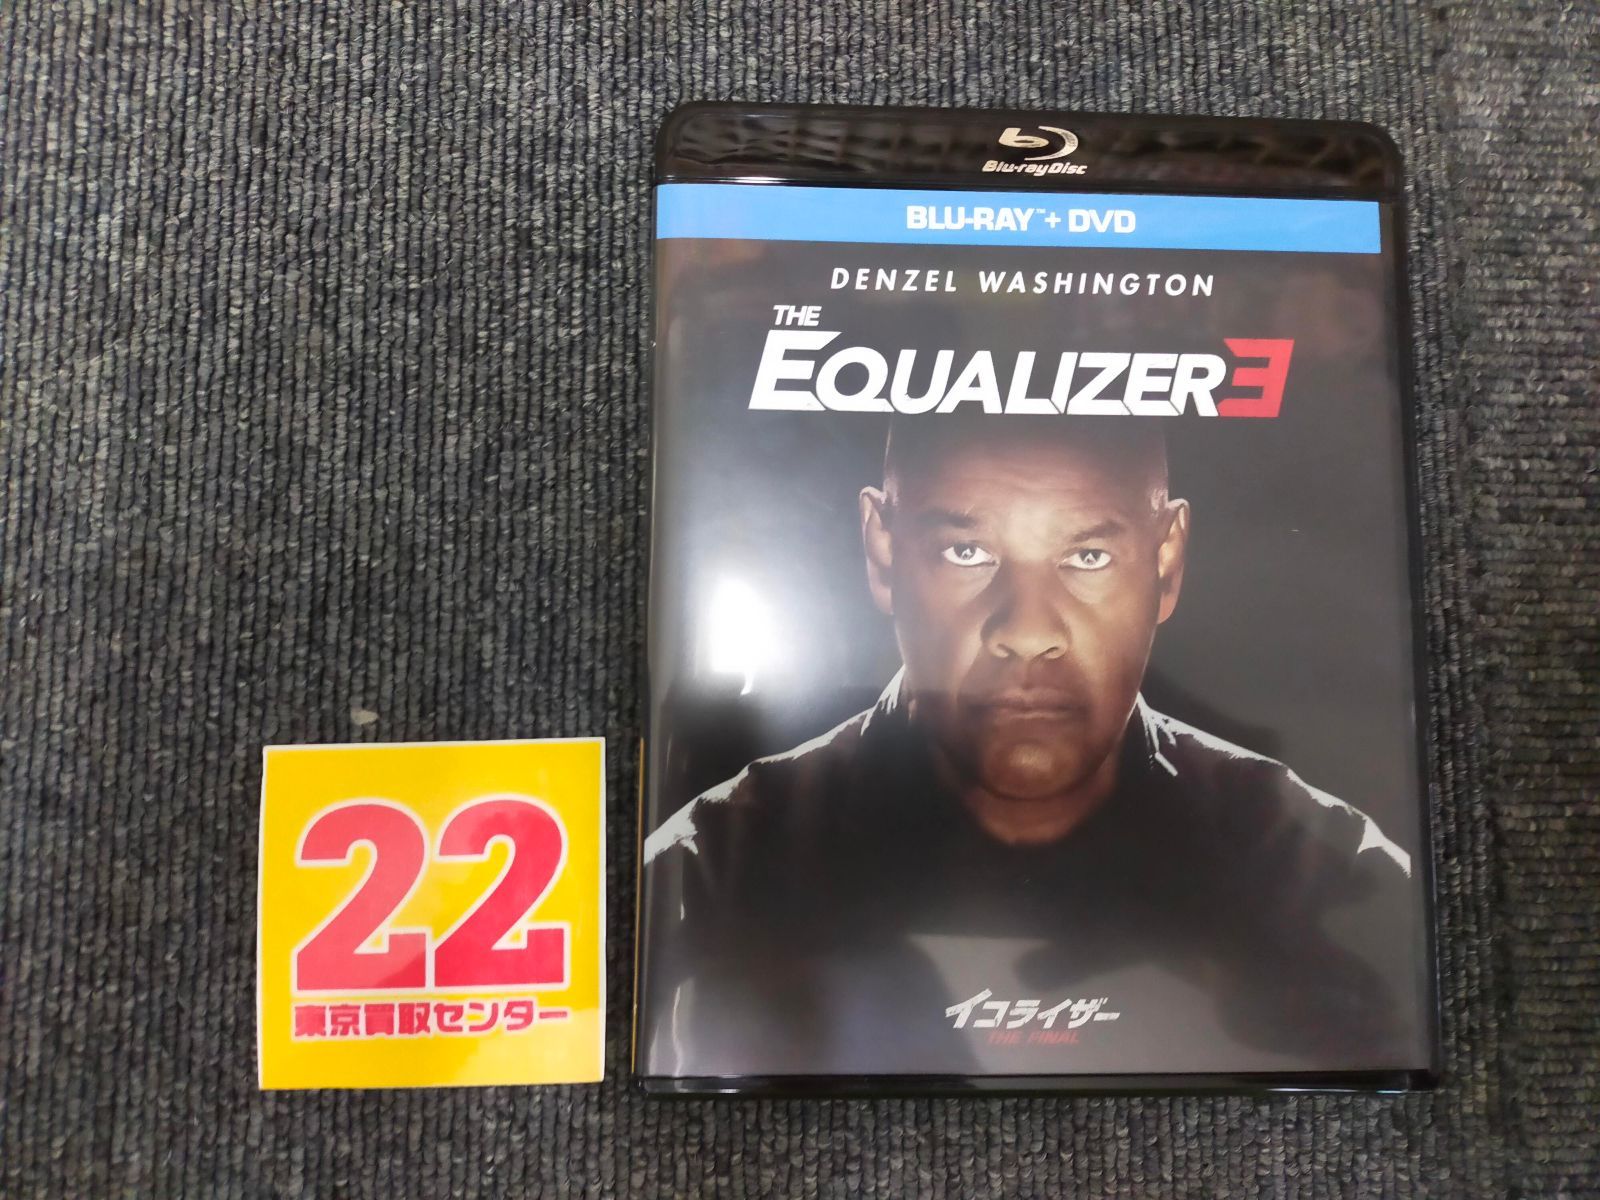 Blu-ray Disc
BLU-RAY™ + DVD
DENZEL WASHINGTON
THE
EQUALIZER3
イコライザー
THE FINAL
22
東京買取センター